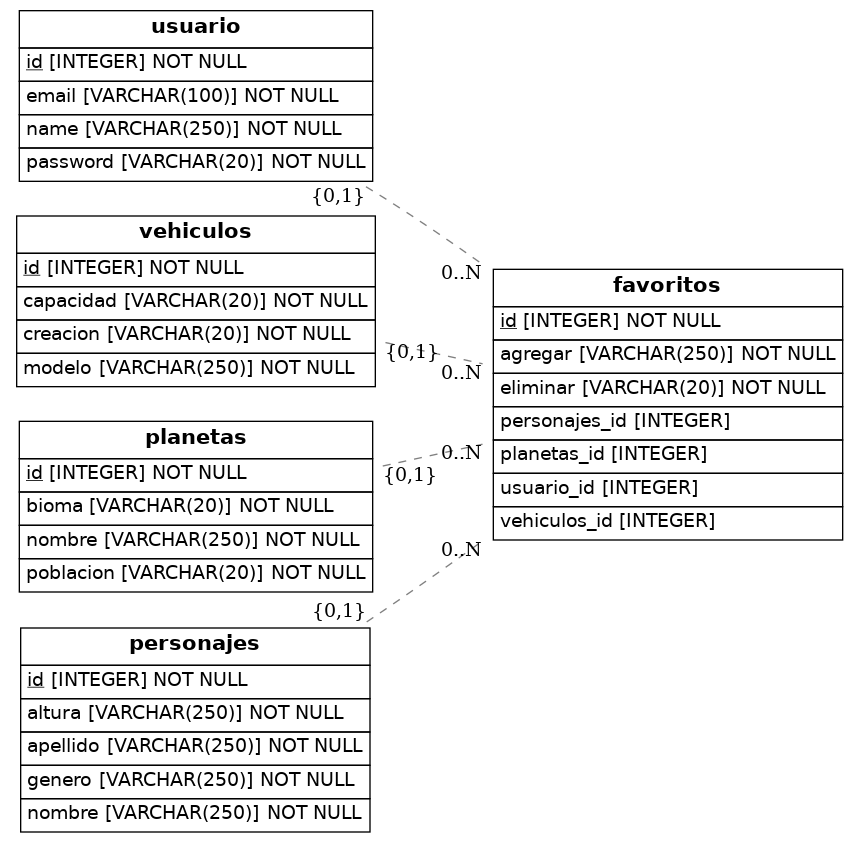 usuario
id [INTEGER] NOT NULL
email [VARCHAR(100)] NOT NULL
name [VARCHAR(250)] NOT NULL
password [VARCHAR(20)] NOT NULL
{0,1}
0..N
vehiculos
id [INTEGER] NOT NULL
capacidad [VARCHAR(20)] NOT NULL
creacion [VARCHAR(20)] NOT NULL
modelo [VARCHAR(250)] NOT NULL
{0,1}
0..N
planetas
id [INTEGER] NOT NULL
bioma [VARCHAR(20)] NOT NULL
nombre [VARCHAR(250)] NOT NULL
poblacion [VARCHAR(20)] NOT NULL
{0,1}
0..N
personajes
id [INTEGER] NOT NULL
altura [VARCHAR(250)] NOT NULL
apellido [VARCHAR(250)] NOT NULL
genero [VARCHAR(250)] NOT NULL
nombre [VARCHAR(250)] NOT NULL
{0,1}
0..N
favoritos
id [INTEGER] NOT NULL
agregar [VARCHAR(250)] NOT NULL
eliminar [VARCHAR(20)] NOT NULL
personajes_id [INTEGER]
planetas_id [INTEGER]
usuario_id [INTEGER]
vehiculos_id [INTEGER]